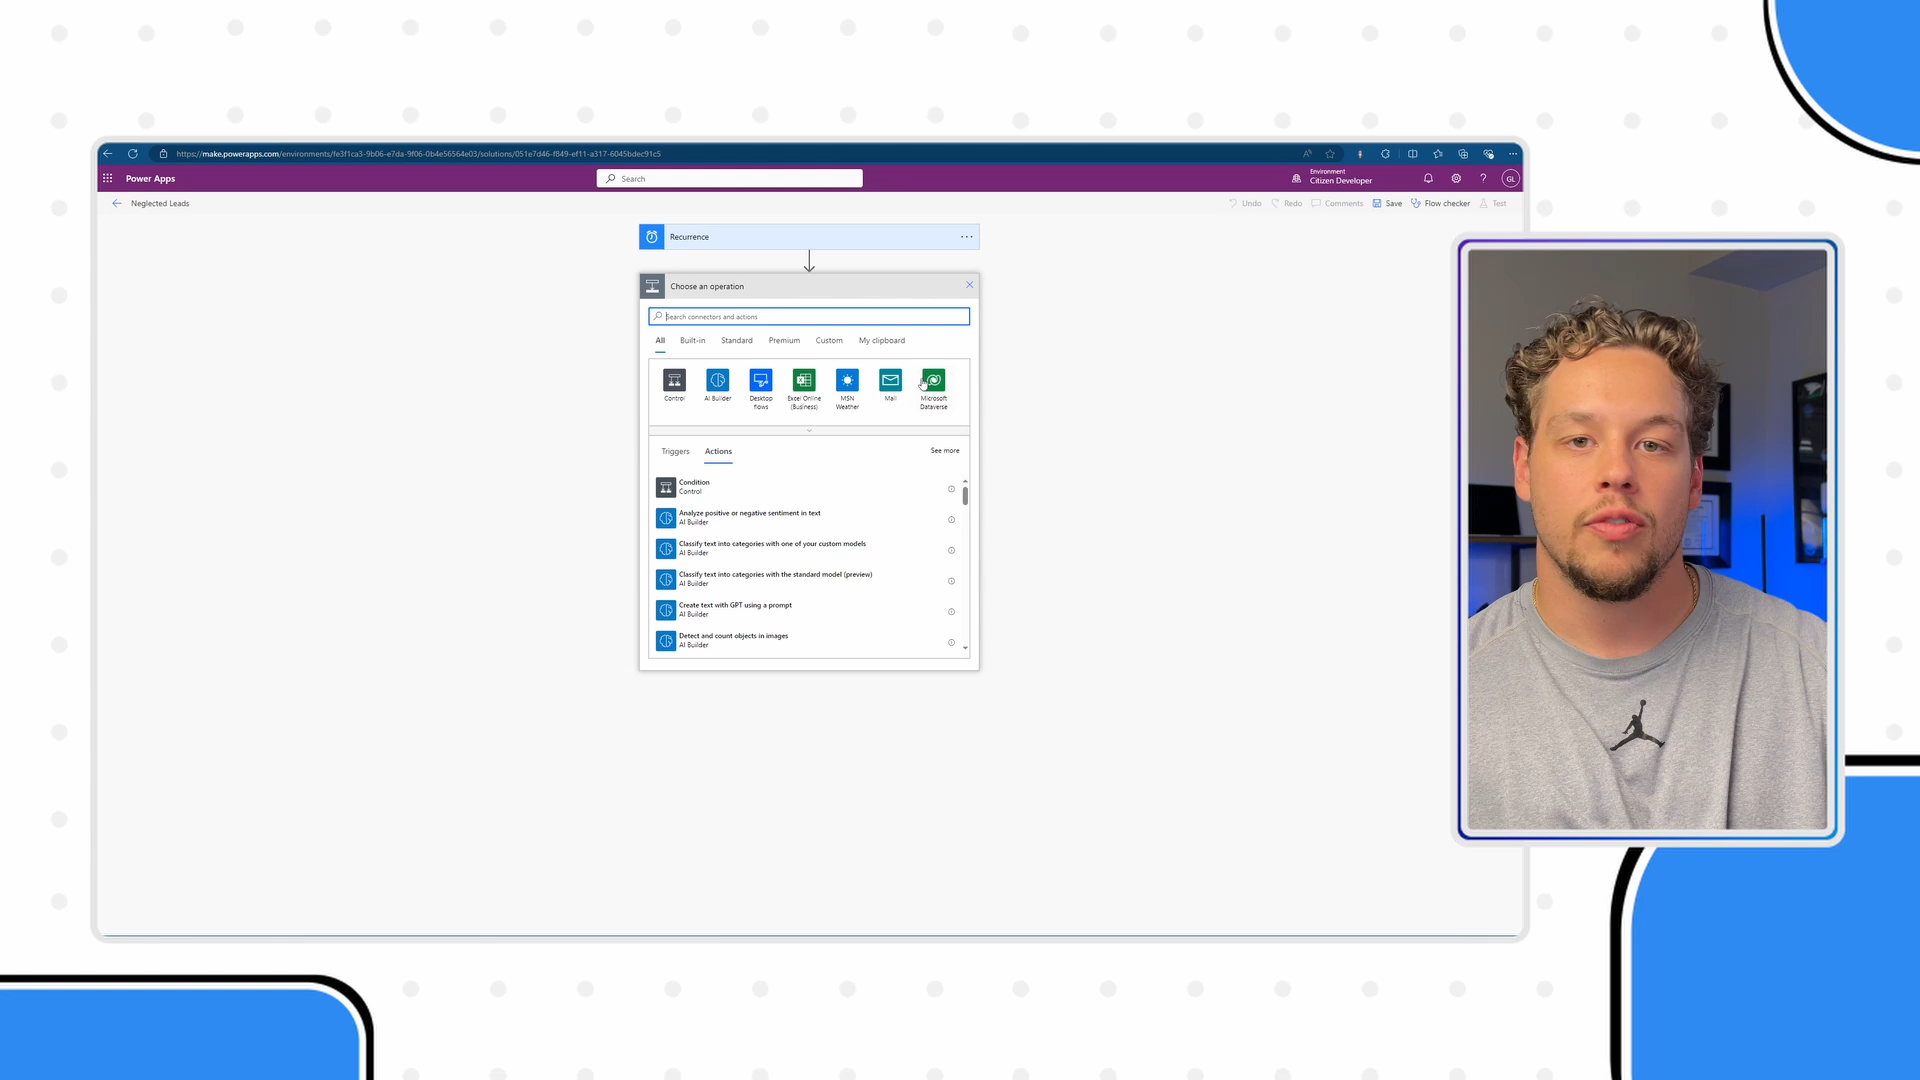 https://make.powerapps.com/environments/fe3f1ca3-9b06-e7da-9f06-0b4e56564e03/solutions/051e7d46-f849-ef11-a317-6045bdec91c5
Power Apps
Search
Environment
Citizen Developer
GL
Neglected Leads
Undo
Redo
Comments
Save
Flow checker
Test
Recurrence
Choose an operation
Search connectors and actions
All
Built-in
Standard
Premium
Custom
My clipboard
Control
AI Builder
Desktop flows
Excel Online (Business)
MSN Weather
Mail
Microsoft Dataverse
Triggers
Actions
See more
Condition
Control
Analyze positive or negative sentiment in text
AI Builder
Classify text into categories with one of your custom models
AI Builder
Classify text into categories with the standard model (preview)
AI Builder
Create text with GPT using a prompt
AI Builder
Detect and count objects in images
AI Builder